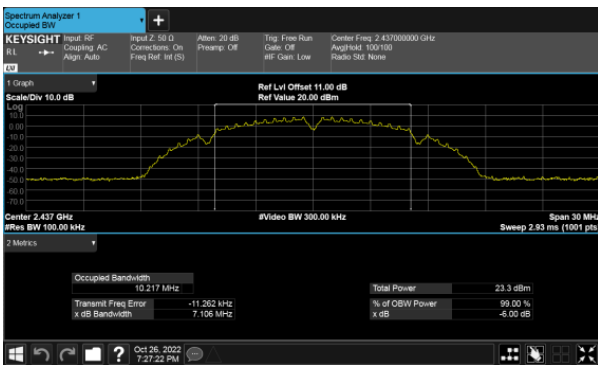 Spectrum Analyzer 1
Occupied BW
KEYSIGHT Input: RF Input Z: 50 Ω Atten: 20 dB Trig: Free Run Center Freq: 2.437000000 GHz
R L Coupling: AC Corrections: On Preamp: Off Gate: Off Avg|Hold: 100/100
Align: Auto Freq Ref: Int (S) #IF Gain: Low Radio Std: None
LXI
1 Graph
Ref Lvl Offset 11.00 dB
Scale/Div 10.0 dB Ref Value 20.00 dBm
Log
10.0
0.00
-10.0
-20.0
-30.0
-40.0
-50.0
-60.0
-70.0
Center 2.437 GHz #Video BW 300.00 kHz Span 30 MHz
#Res BW 100.00 kHz Sweep 2.93 ms (1001 pts
2 Metrics
Occupied Bandwidth
10.217 MHz Total Power 23.3 dBm
Transmit Freq Error -11.262 kHz % of OBW Power 99.00 %
x dB Bandwidth 7.106 MHz x dB -6.00 dB
? Oct 26, 2022
7:27:22 PM